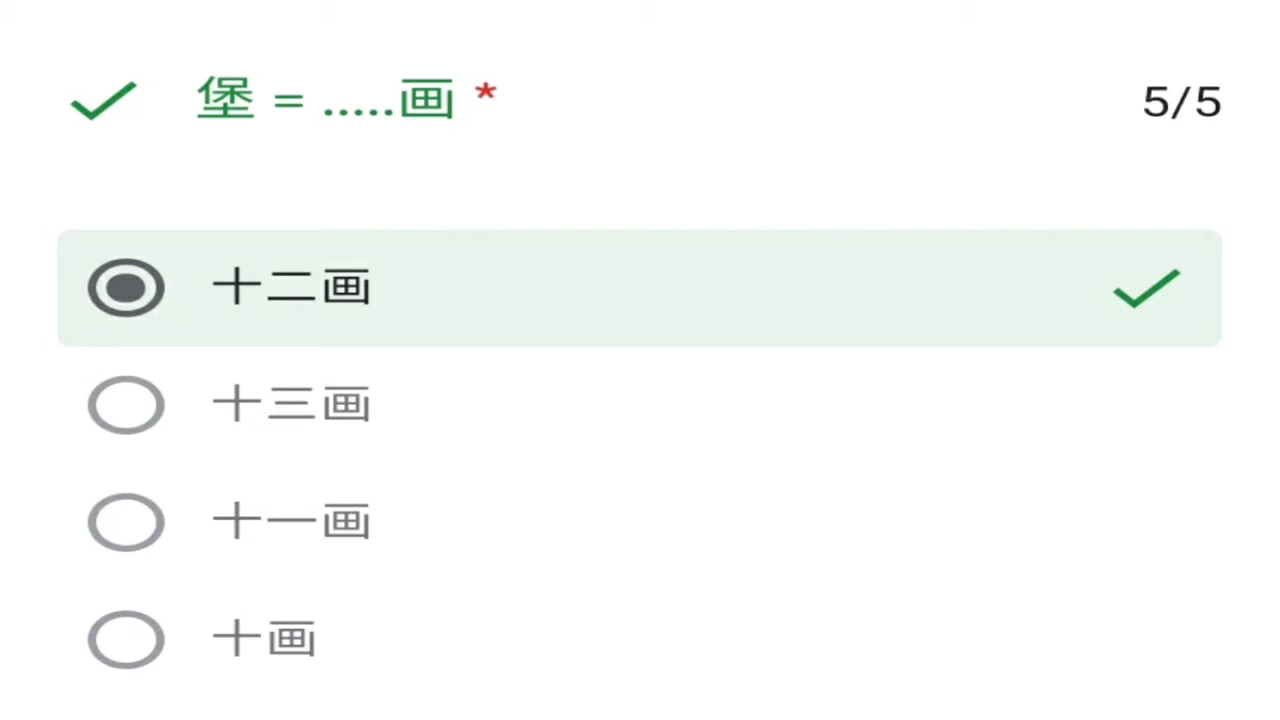 堡 = .....画 *
5/5
十二画
十三画
十一画
十画